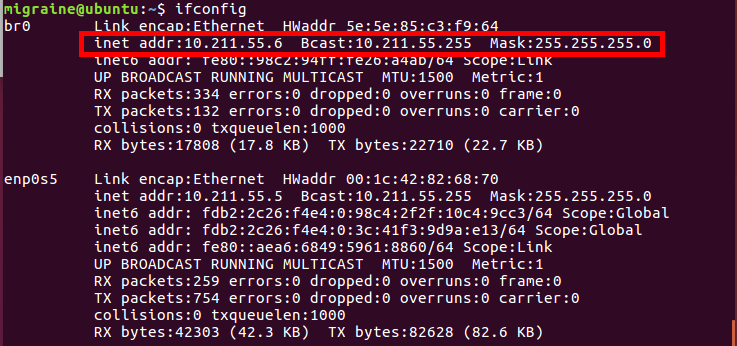 migraine@ubuntu:~$ ifconfig
br0       Link encap:Ethernet  HWaddr 5e:5e:85:c3:f9:64
          inet addr:10.211.55.6  Bcast:10.211.55.255  Mask:255.255.255.0
          inet6 addr: fe80::98c2:94ff:fe26:a4ab/64 Scope:Link
          UP BROADCAST RUNNING MULTICAST  MTU:1500  Metric:1
          RX packets:334 errors:0 dropped:0 overruns:0 frame:0
          TX packets:132 errors:0 dropped:0 overruns:0 carrier:0
          collisions:0 txqueuelen:1000
          RX bytes:17808 (17.8 KB)  TX bytes:22710 (22.7 KB)
enp0s5    Link encap:Ethernet  HWaddr 00:1c:42:82:68:70
          inet addr:10.211.55.5  Bcast:10.211.55.255  Mask:255.255.255.0
          inet6 addr: fdb2:2c26:f4e4:0:98c4:2f2f:10c4:9cc3/64 Scope:Global
          inet6 addr: fdb2:2c26:f4e4:0:3c:41f3:9d9a:e13/64 Scope:Global
          inet6 addr: fe80::aea6:6849:5961:8860/64 Scope:Link
          UP BROADCAST RUNNING MULTICAST  MTU:1500  Metric:1
          RX packets:259 errors:0 dropped:0 overruns:0 frame:0
          TX packets:754 errors:0 dropped:0 overruns:0 carrier:0
          collisions:0 txqueuelen:1000
          RX bytes:42303 (42.3 KB)  TX bytes:82628 (82.6 KB)